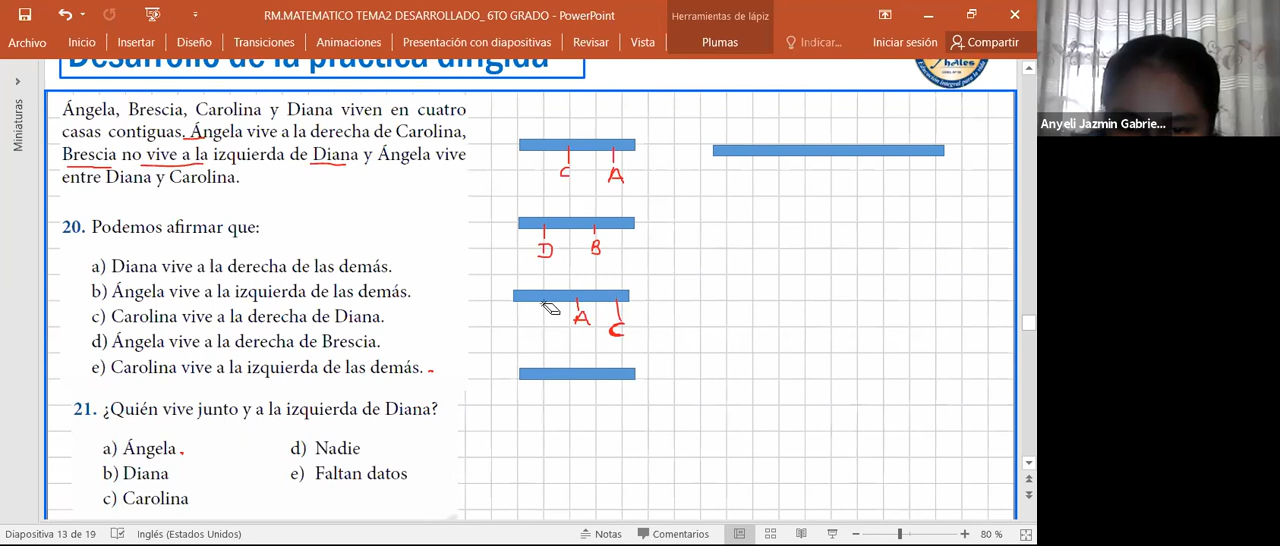 RM.MATEMATICO TEMA2 DESARROLLADO_ 6TO GRADO - PowerPoint
Herramientas de lápiz
Archivo Inicio Insertar Diseño Transiciones Animaciones Presentación con diapositivas Revisar Vista Plumas Indicar... Iniciar sesión Compartir
Desarrollo de la práctica dirigida
Miniaturas
Anyeli Jazmin Gabrie...
Ángela, Brescia, Carolina y Diana viven en cuatro
casas contiguas. Ángela vive a la derecha de Carolina,
Brescia no vive a la izquierda de Diana y Ángela vive
entre Diana y Carolina.
20. Podemos afirmar que:
a) Diana vive a la derecha de las demás.
b) Ángela vive a la izquierda de las demás.
c) Carolina vive a la derecha de Diana.
d) Ángela vive a la derecha de Brescia.
e) Carolina vive a la izquierda de las demás.
21. ¿Quién vive junto y a la izquierda de Diana?
a) Ángela d) Nadie
b) Diana e) Faltan datos
c) Carolina
C A
D B
A C
Diapositiva 13 de 19 Inglés (Estados Unidos) Notas Comentarios 80 %